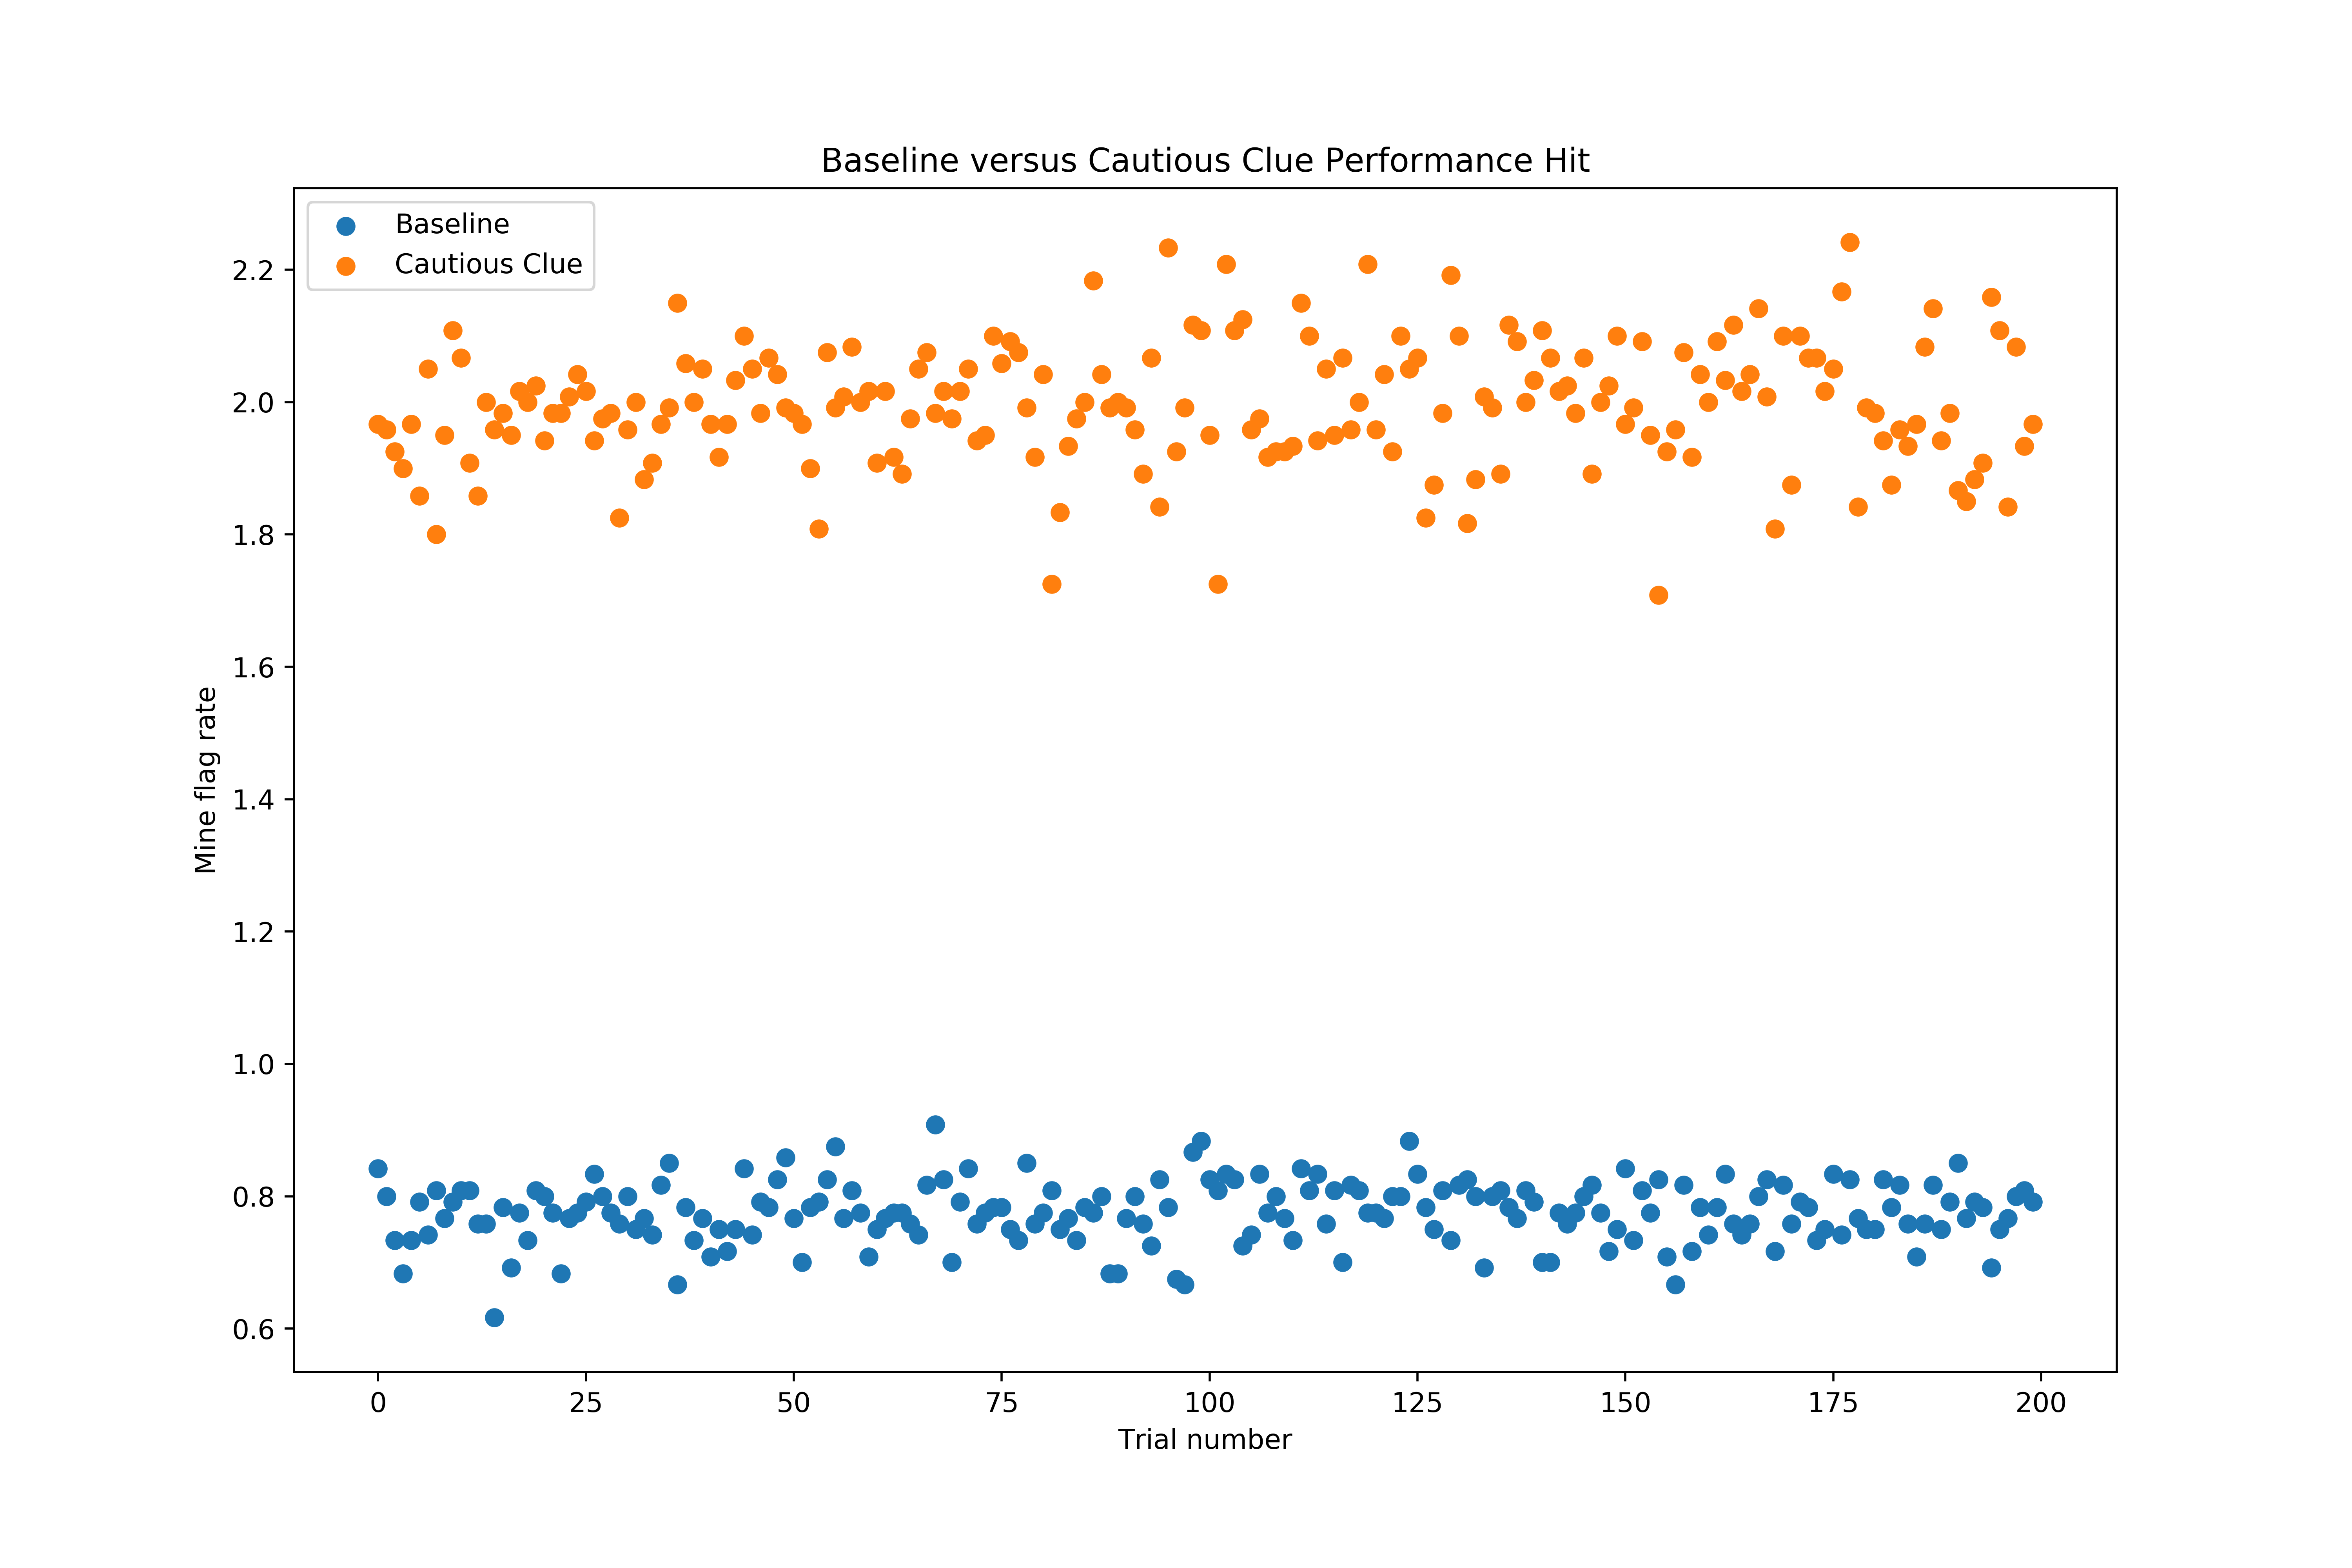 Baseline versus Cautious Clue Performance Hit
Baseline
Cautious Clue
2.2
2.0
1.8
1.6
1.4
1.2
1.0
0.8
0.6
Mine flag rate
0 25 50 75 100 125 150 175 200
Trial number